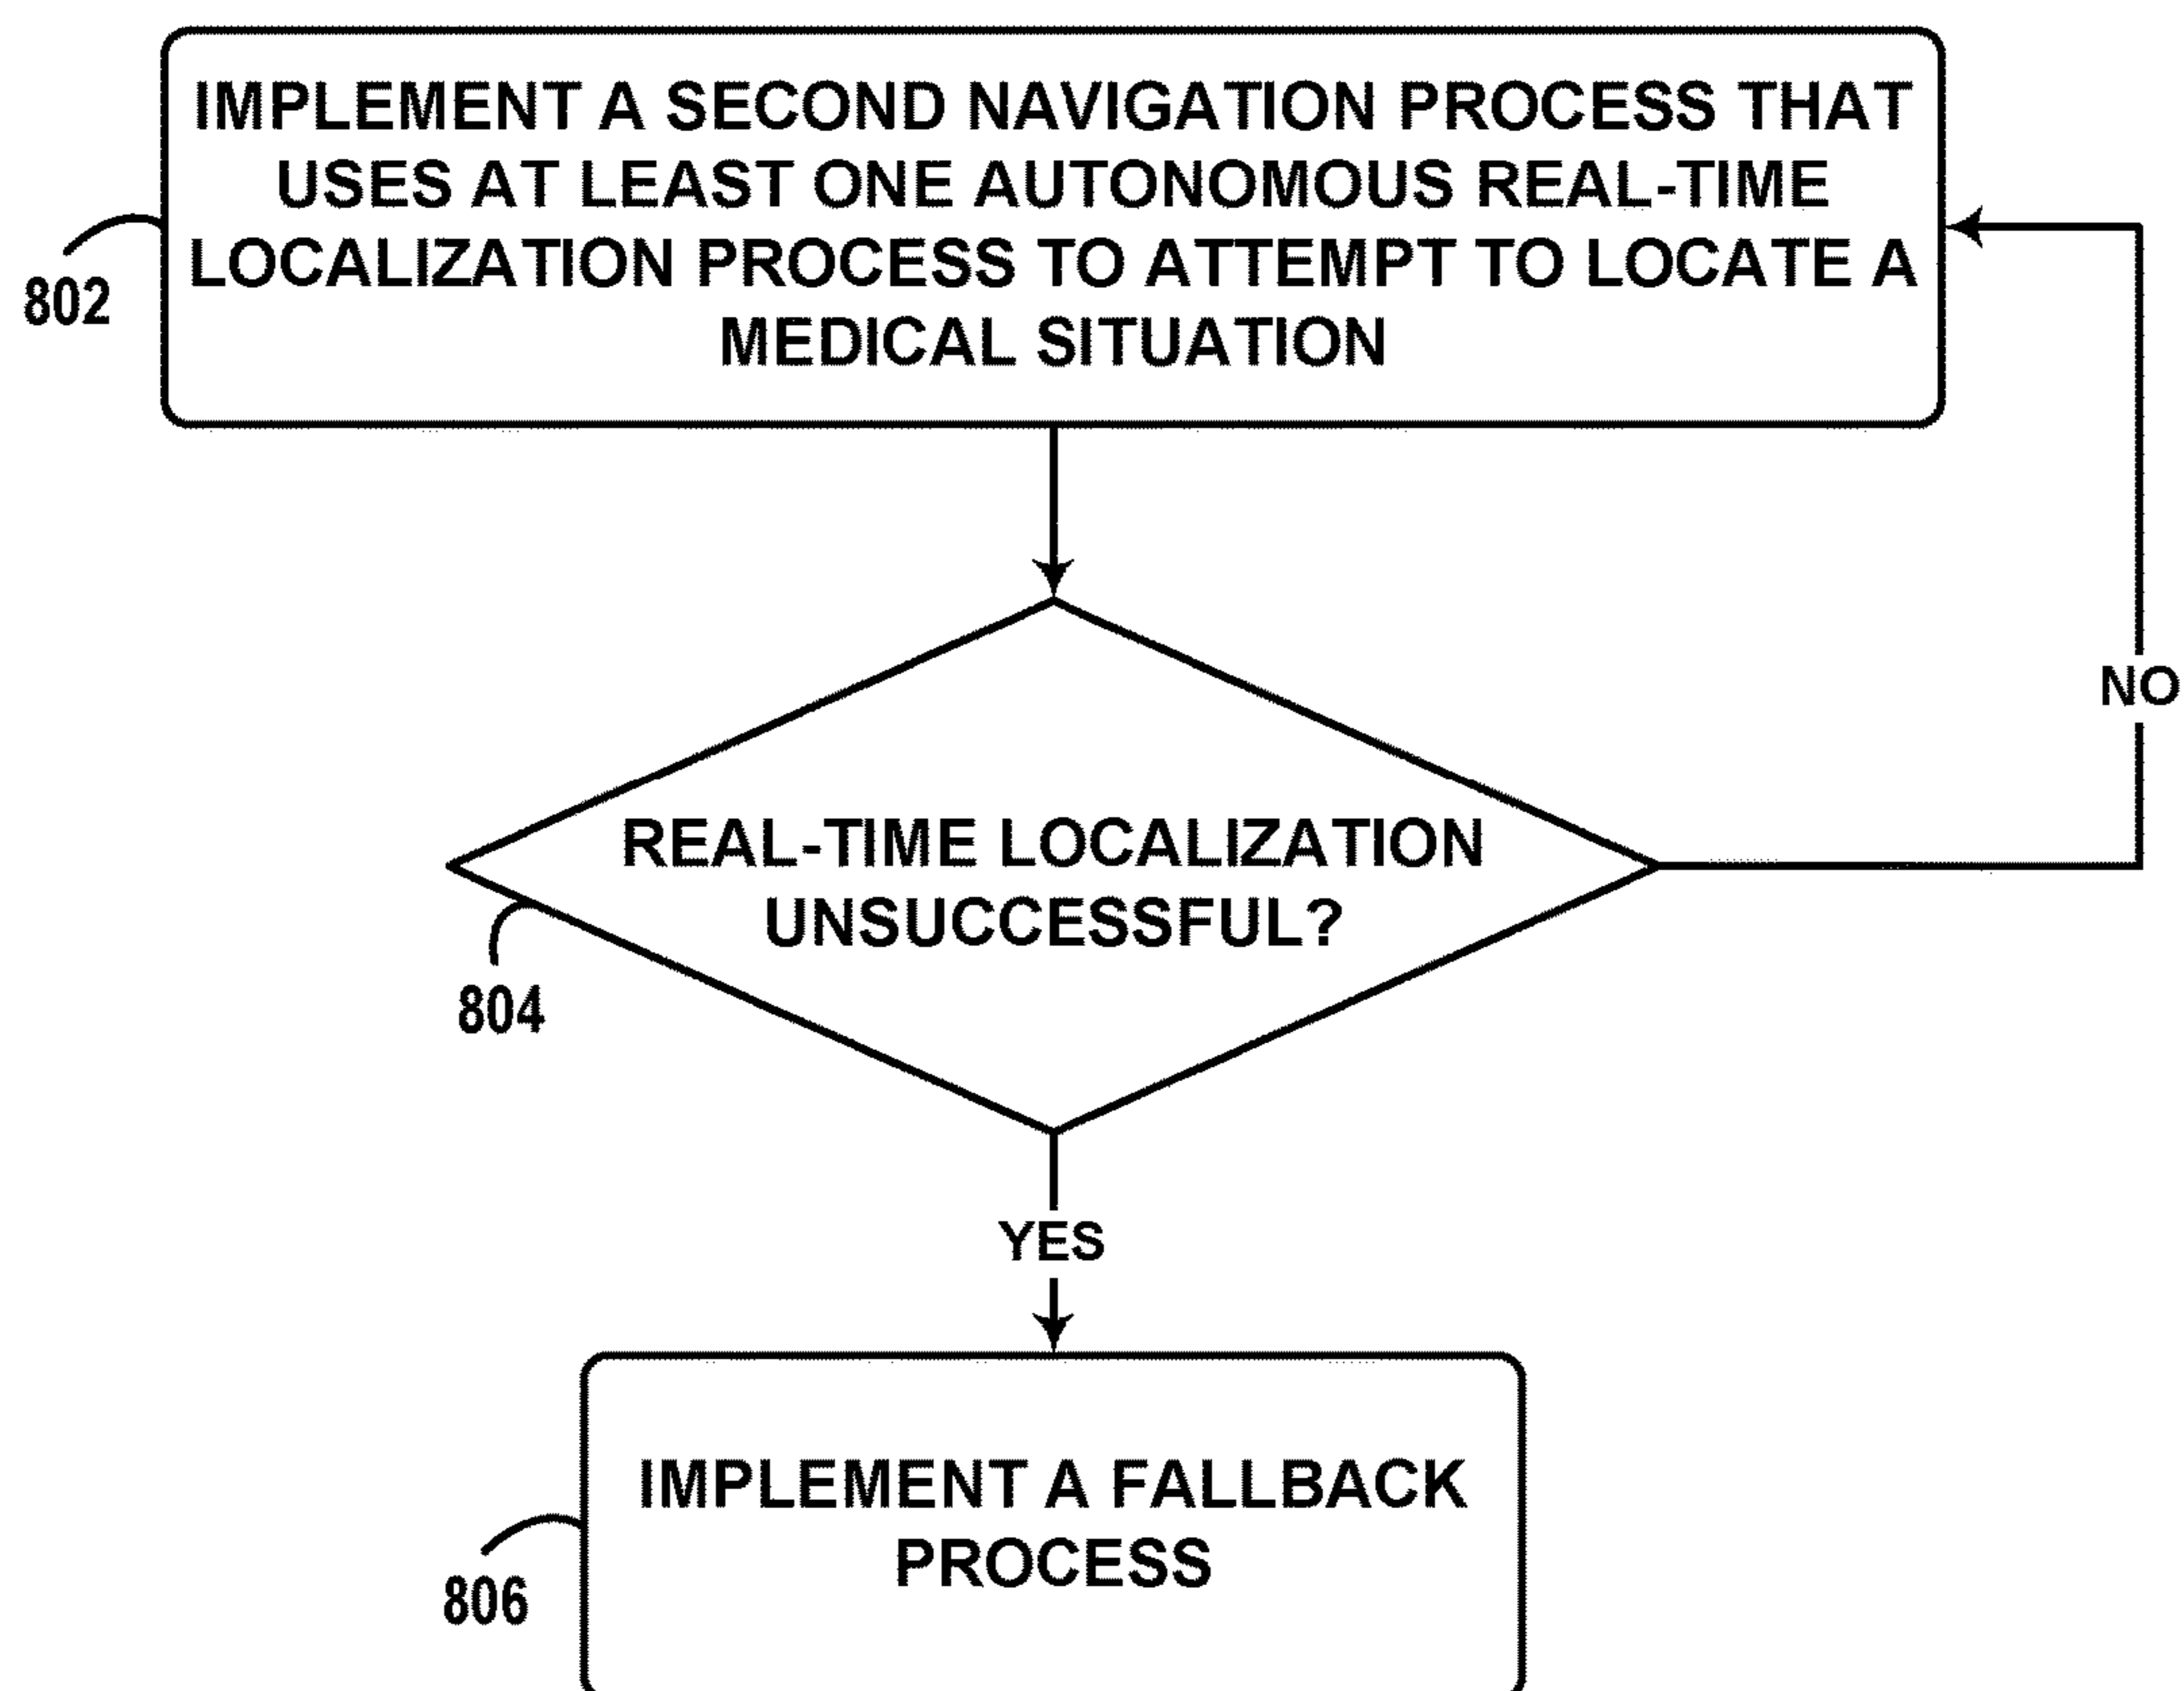 IMPLEMENT A SECOND NAVIGATION PROCESS THAT
USES AT LEAST ONE AUTONOMOUS REAL-TIME
LOCALIZATION PROCESS TO ATTEMPT TO LOCATE A
MEDICAL SITUATION
802
NO
REAL-TIME LOCALIZATION
UNSUCCESSFUL?
804
YES
IMPLEMENT A FALLBACK
PROCESS
806